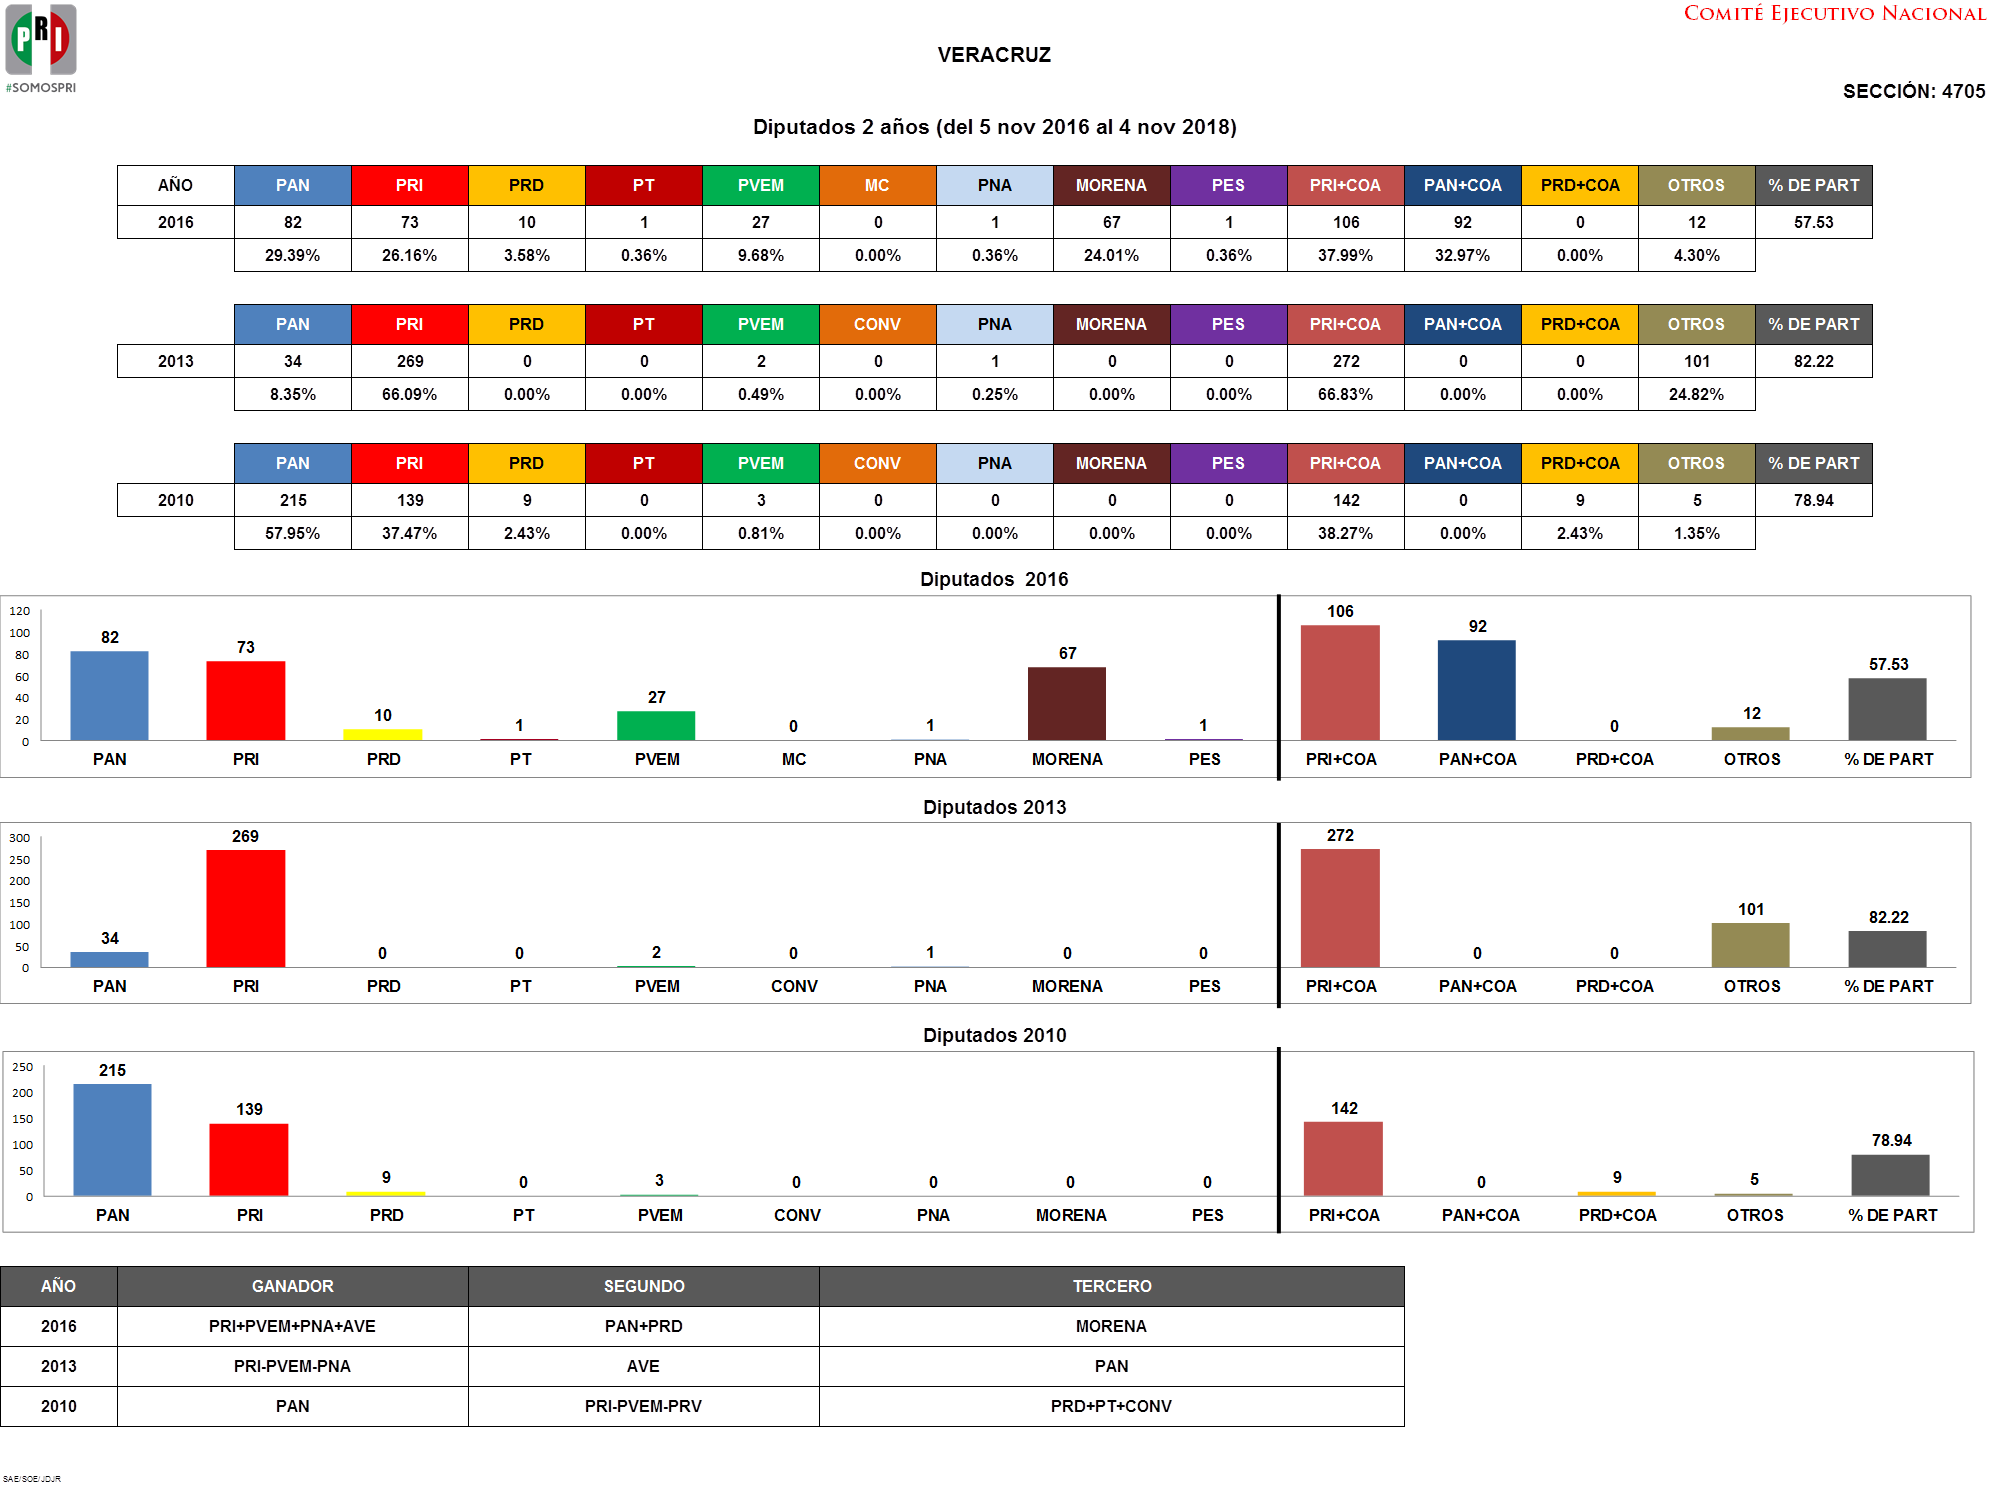 PRI
#SOMOSPRI
COMITÉ EJECUTIVO NACIONAL
VERACRUZ
SECCIÓN: 4705
Diputados 2 años (del 5 nov 2016 al 4 nov 2018)
AÑO PAN PRI PRD PT PVEM MC PNA MORENA PES PRI+COA PAN+COA PRD+COA OTROS % DE PART
2016 82 73 10 1 27 0 1 67 1 106 92 0 12 57.53
29.39% 26.16% 3.58% 0.36% 9.68% 0.00% 0.36% 24.01% 0.36% 37.99% 32.97% 0.00% 4.30%
PAN PRI PRD PT PVEM CONV PNA MORENA PES PRI+COA PAN+COA PRD+COA OTROS % DE PART
2013 34 269 0 0 2 0 1 0 0 272 0 0 101 82.22
8.35% 66.09% 0.00% 0.00% 0.49% 0.00% 0.25% 0.00% 0.00% 66.83% 0.00% 0.00% 24.82%
PAN PRI PRD PT PVEM CONV PNA MORENA PES PRI+COA PAN+COA PRD+COA OTROS % DE PART
2010 215 139 9 0 3 0 0 0 0 142 0 9 5 78.94
57.95% 37.47% 2.43% 0.00% 0.81% 0.00% 0.00% 0.00% 0.00% 38.27% 0.00% 2.43% 1.35%
Diputados 2016
120
100
80
60
40
20
0
82 73 10 1 27 0 1 67 1 106 92 0 12 57.53
PAN PRI PRD PT PVEM MC PNA MORENA PES PRI+COA PAN+COA PRD+COA OTROS % DE PART
Diputados 2013
300
250
200
150
100
50
0
34 269 0 0 2 0 1 0 0 272 0 0 101 82.22
PAN PRI PRD PT PVEM CONV PNA MORENA PES PRI+COA PAN+COA PRD+COA OTROS % DE PART
Diputados 2010
250
200
150
100
50
0
215 139 9 0 3 0 0 0 0 142 0 9 5 78.94
PAN PRI PRD PT PVEM CONV PNA MORENA PES PRI+COA PAN+COA PRD+COA OTROS % DE PART
AÑO GANADOR SEGUNDO TERCERO
2016 PRI+PVEM+PNA+AVE PAN+PRD MORENA
2013 PRI-PVEM-PNA AVE PAN
2010 PAN PRI-PVEM-PRV PRD+PT+CONV
SAE/SOE/JDJR